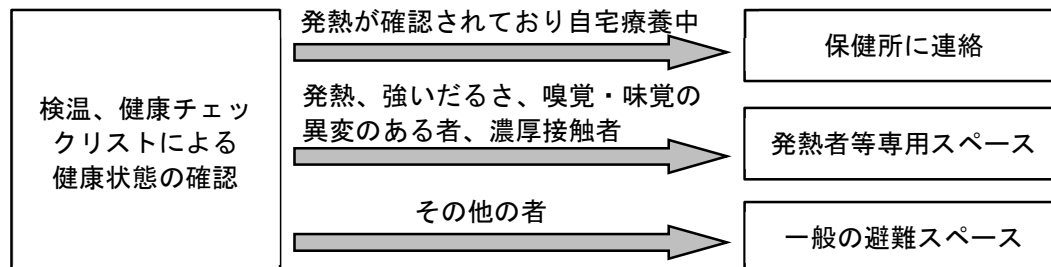 検温、健康チェッ
クリストによる
健康状態の確認
発熱が確認されており自宅療養中
保健所に連絡
発熱、強いだるさ、嗅覚・味覚の
異変のある者、濃厚接触者
発熱者等専用スペース
その他の者
一般の避難スペース